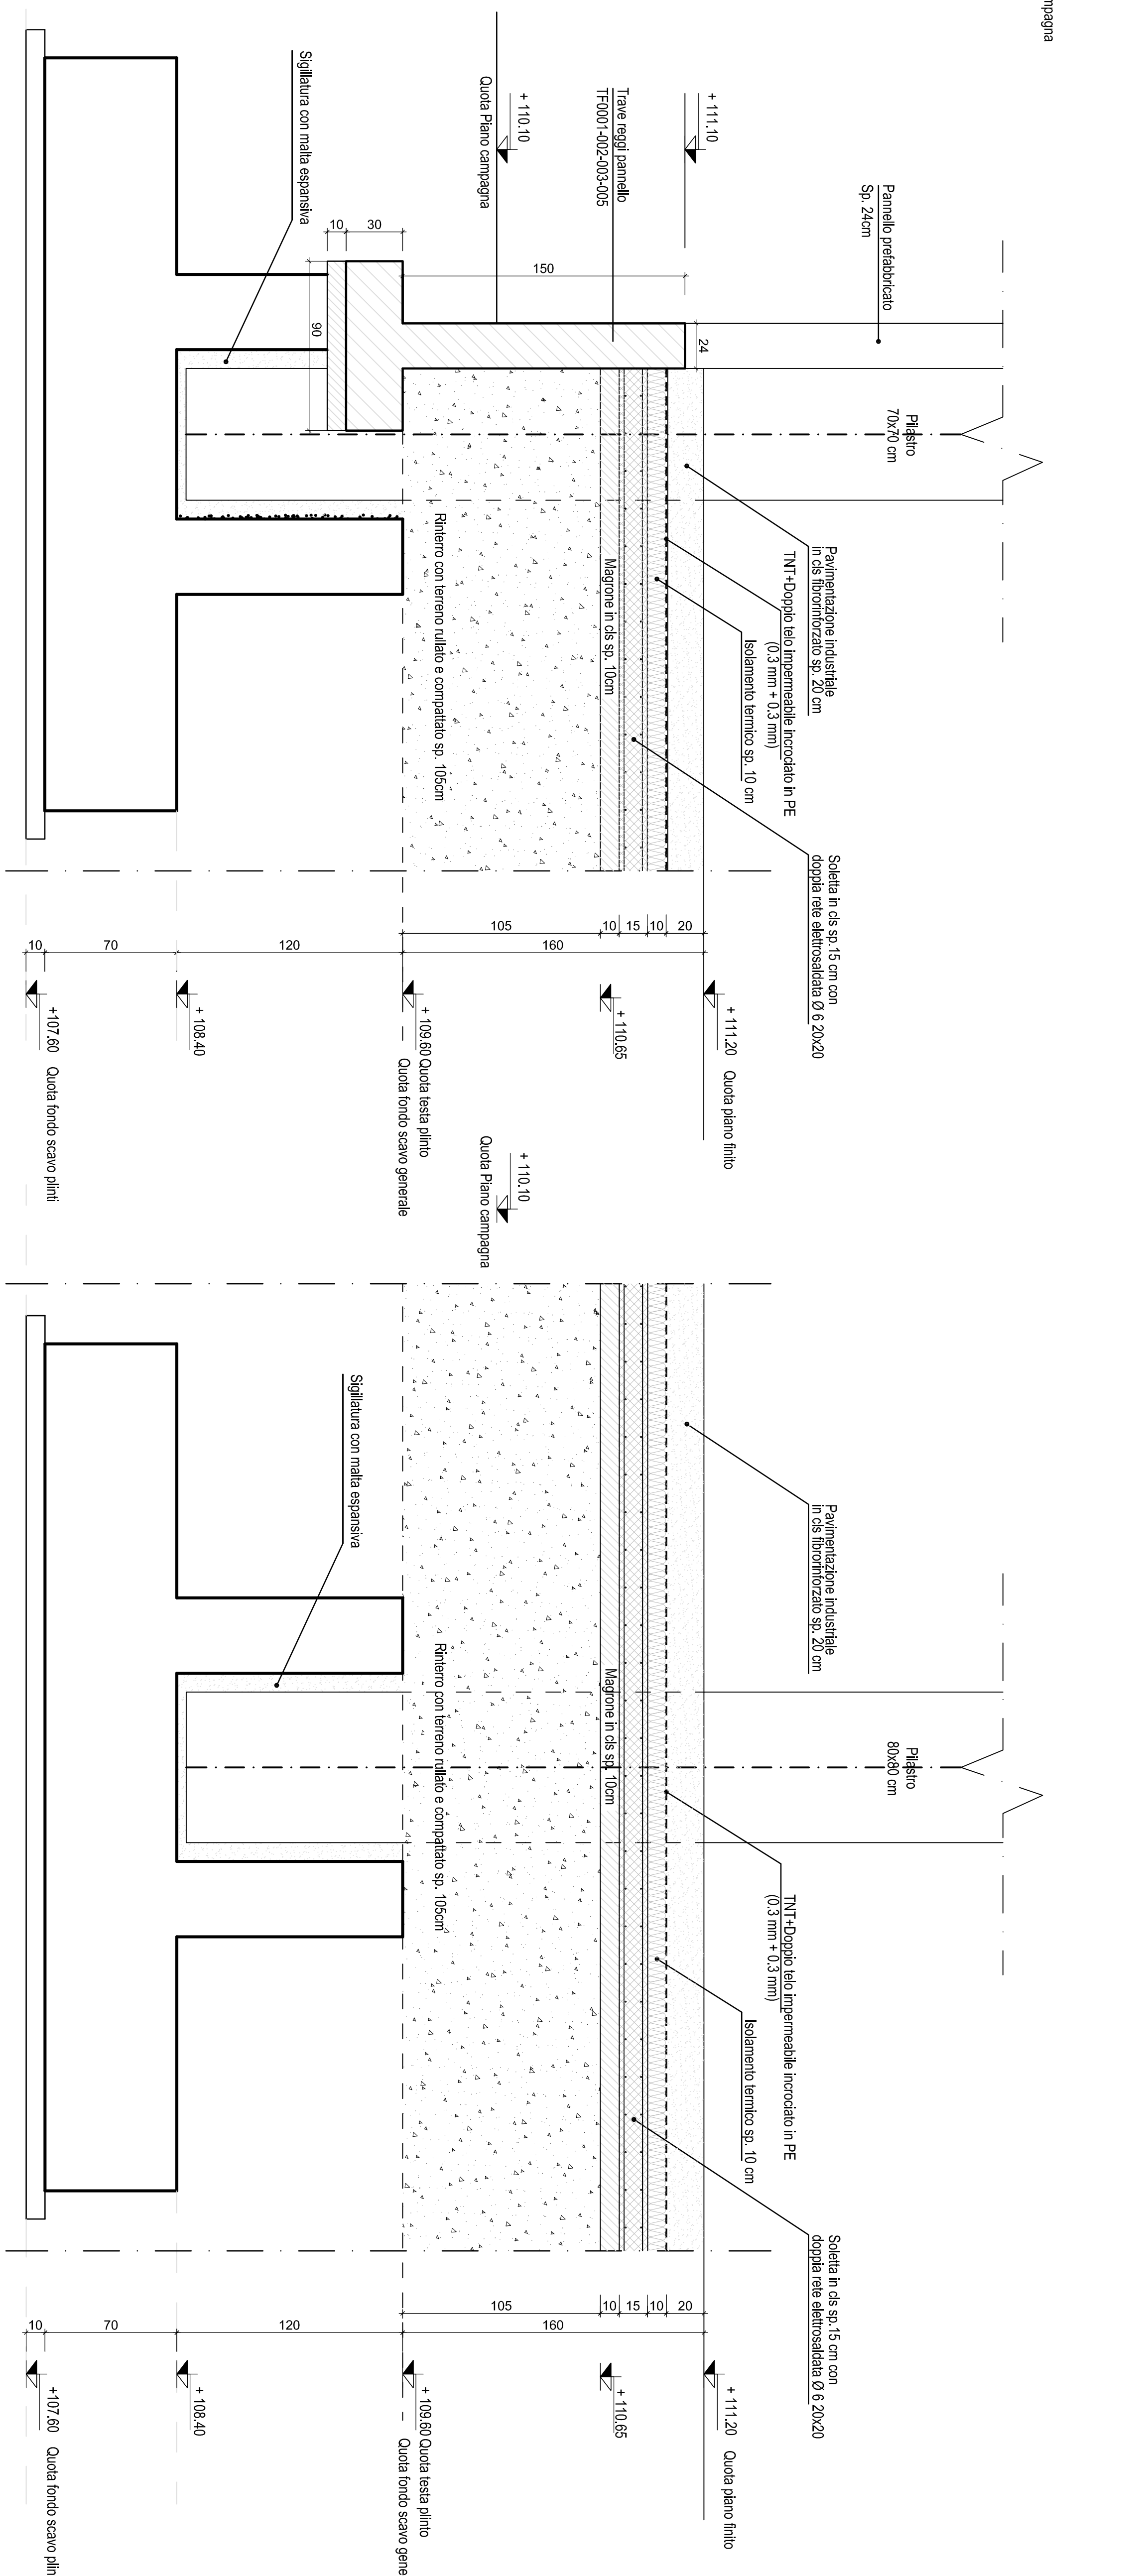 mpagna
+ 111.10
Pannello prefabbricato
Sp. 24cm
+ 110.10
Trave reggi pannello
TF0001-002-003-005
Quota Piano campagna
Sigillatura con malta espansiva
10
30
150
24
90
Pilastro
70x70 cm
Pavimentazione industriale
in cls fibrorinforzato sp. 20 cm
TNT+Doppio telo impermeabile incrociato in PE
(0.3 mm + 0.3 mm)
Isolamento termico sp. 10 cm
Soletta in cls sp.15 cm con
doppia rete elettrosaldata Ø 6 20x20
Magrone in cls sp. 10cm
Rinterro con terreno rullato e compattato sp. 105cm
105
10
15
10
20
10
70
120
160
+ 111.20 Quota piano finito
+ 110.65
+ 109.60 Quota testa plinto
Quota fondo scavo generale
+ 108.40
+107.60 Quota fondo scavo plinti
+ 110.10
Quota Piano campagna
Sigillatura con malta espansiva
Pilastro
80x80 cm
Pavimentazione industriale
in cls fibrorinforzato sp. 20 cm
TNT+Doppio telo impermeabile incrociato in PE
(0.3 mm + 0.3 mm)
Isolamento termico sp. 10 cm
Soletta in cls sp.15 cm con
doppia rete elettrosaldata Ø 6 20x20
Magrone in cls sp. 10cm
Rinterro con terreno rullato e compattato sp. 105cm
105
10
15
10
20
10
70
120
160
+ 111.20 Quota piano finito
+ 110.65
+ 109.60 Quota testa plinto
Quota fondo scavo gene
+ 108.40
+107.60 Quota fondo scavo plin